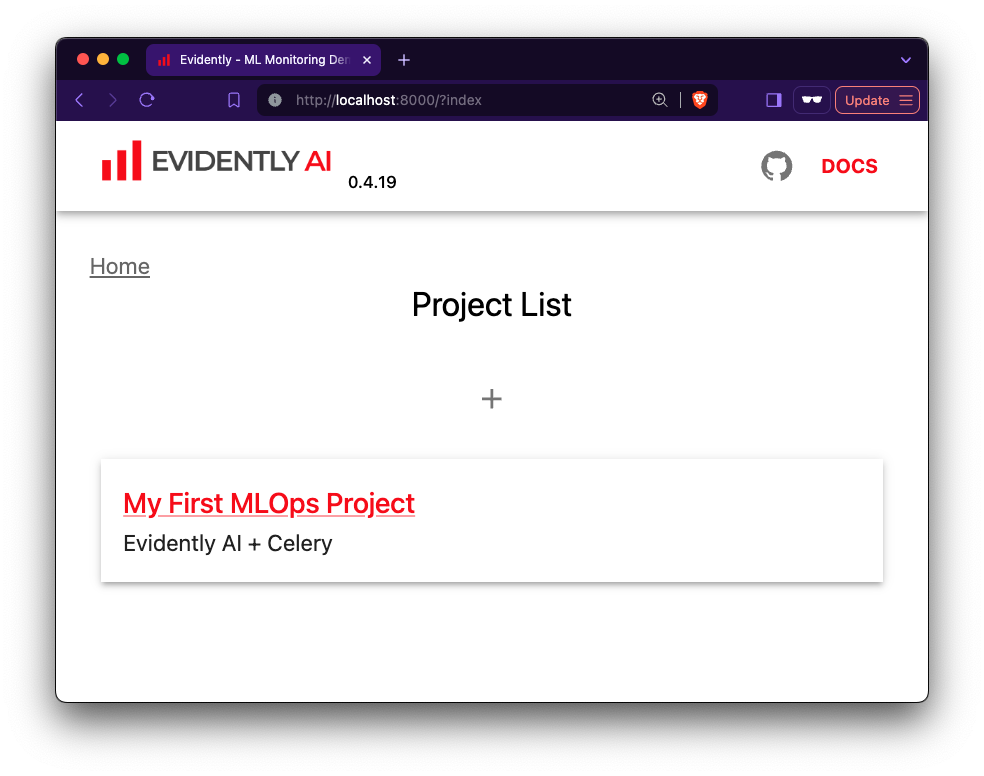 Evidently - ML Monitoring Der
http://localhost:8000/?index
Update
EVIDENTLY AI
0.4.19
DOCS
Home
Project List
My First MLOps Project
Evidently AI + Celery